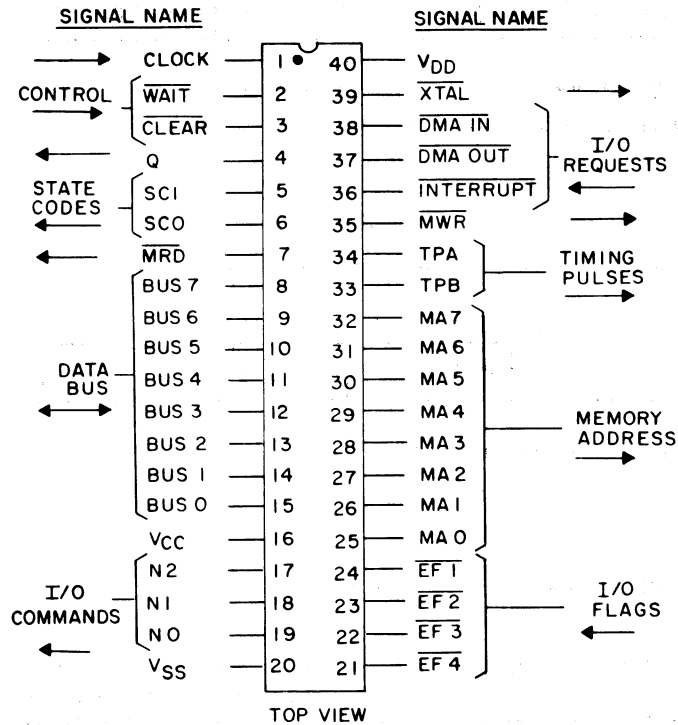 SIGNAL NAME SIGNAL NAME
CLOCK 1 40 VDD
CONTROL WAIT 2 39 XTAL
CLEAR 3 38 DMA IN
Q 4 37 DMA OUT I/O REQUESTS
STATE CODES SC1 5 36 INTERRUPT
SC0 6 35 MWR
MRD 7 34 TPA TIMING PULSES
BUS 7 8 33 TPB
BUS 6 9 32 MA7
BUS 5 10 31 MA6
DATA BUS BUS 4 11 30 MA5
BUS 3 12 29 MA4
BUS 2 13 28 MA3 MEMORY ADDRESS
BUS 1 14 27 MA2
BUS 0 15 26 MA1
VCC 16 25 MA0
N2 17 24 EF1
I/O COMMANDS N1 18 23 EF2 I/O FLAGS
N0 19 22 EF3
VSS 20 21 EF4
TOP VIEW